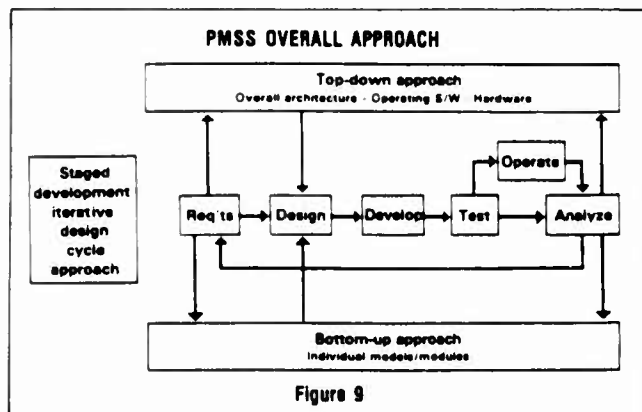 PMSS OVERALL APPROACH
Top-down approach
Overall architecture - Operating S/W Hardware
Staged
development
iterative
design
cycle
approach
Operate
Req'ts
Design
Develop
Test
Analyze
Bottom-up approach
Individual models/modules
Figure 9